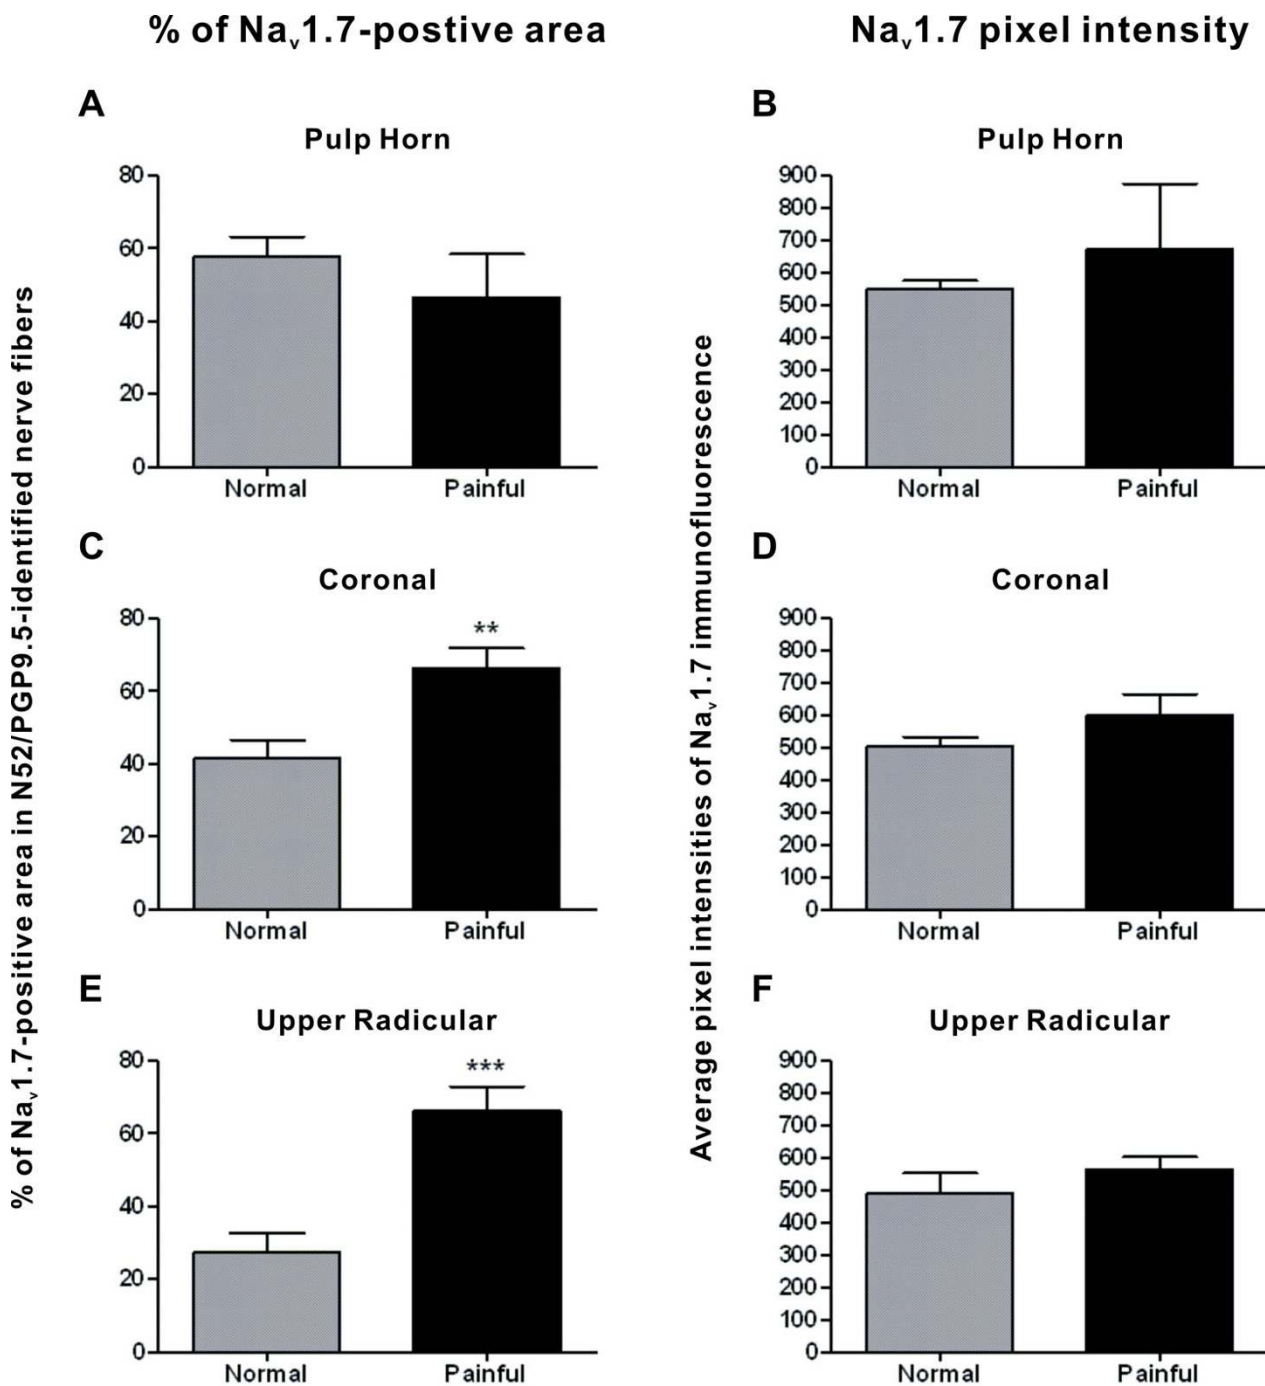 % of Nav1.7-postive area
Nav1.7 pixel intensity
% of Nav1.7-positive area in N52/PGP9.5-identified nerve fibers
Average pixel intensities of Nav1.7 immunofluorescence
A
Pulp Horn
80
60
40
20
0
Normal Painful
B
Pulp Horn
900
800
700
600
500
400
300
200
100
0
Normal Painful
C
Coronal
80
60
40
20
0
**
Normal Painful
D
Coronal
900
800
700
600
500
400
300
200
100
0
Normal Painful
E
Upper Radicular
80
60
40
20
0
***
Normal Painful
F
Upper Radicular
900
800
700
600
500
400
300
200
100
0
Normal Painful